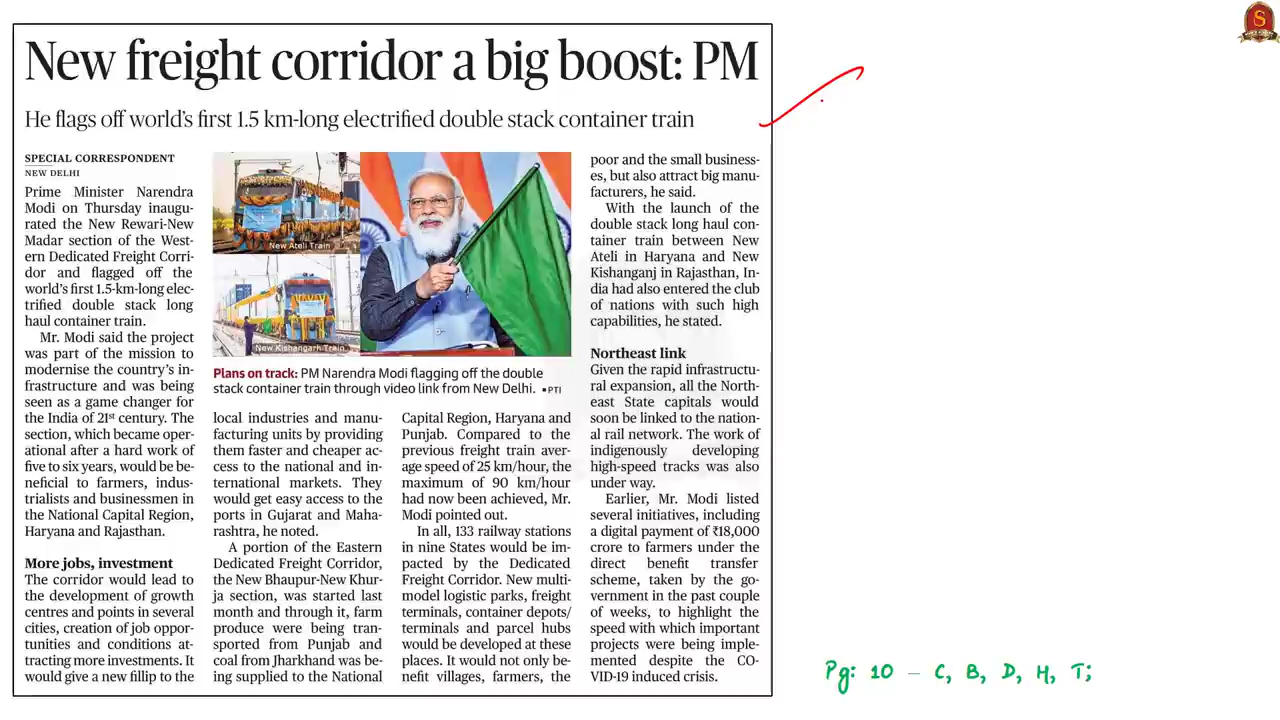 New freight corridor a big boost: PM
He flags off world's first 1.5 km-long electrified double stack container train
SPECIAL CORRESPONDENT
NEW DELHI
Prime Minister Narendra
Modi on Thursday inaugu-
rated the New Rewari-New
Madar section of the West-
ern Dedicated Freight Corri-
dor and flagged off the
world's first 1.5-km-long elec-
trified double stack long
haul container train.
Mr. Modi said the project
was part of the mission to
modernise the country's in-
frastructure and was being
seen as a game changer for
the India of 21st century. The
section, which became oper-
ational after a hard work of
five to six years, would be be-
neficial to farmers, indus-
trialists and businessmen in
the National Capital Region,
Haryana and Rajasthan.
More jobs, investment
The corridor would lead to
the development of growth
centres and points in several
cities, creation of job oppor-
tunities and conditions at-
tracting more investments. It
would give a new fillip to the
New Ateli Train
New Kishangarh Train
Plans on track: PM Narendra Modi flagging off the double
stack container train through video link from New Delhi. ▪PTI
local industries and manu-
facturing units by providing
them faster and cheaper ac-
cess to the national and in-
ternational markets. They
would get easy access to the
ports in Gujarat and Maha-
rashtra, he noted.
A portion of the Eastern
Dedicated Freight Corridor,
the New Bhaupur-New Khur-
ja section, was started last
month and through it, farm
produce were being tran-
sported from Punjab and
coal from Jharkhand was be-
ing supplied to the National
Capital Region, Haryana and
Punjab. Compared to the
previous freight train aver-
age speed of 25 km/hour, the
maximum of 90 km/hour
had now been achieved, Mr.
Modi pointed out.
In all, 133 railway stations
in nine States would be im-
pacted by the Dedicated
Freight Corridor. New multi-
model logistic parks, freight
terminals, container depots/
terminals and parcel hubs
would be developed at these
places. It would not only be-
nefit villages, farmers, the
poor and the small business-
es, but also attract big manu-
facturers, he said.
With the launch of the
double stack long haul con-
tainer train between New
Ateli in Haryana and New
Kishanganj in Rajasthan, In-
dia had also entered the club
of nations with such high
capabilities, he stated.
Northeast link
Given the rapid infrastructu-
ral expansion, all the North-
east State capitals would
soon be linked to the nation-
al rail network. The work of
indigenously developing
high-speed tracks was also
under way.
Earlier, Mr. Modi listed
several initiatives, including
a digital payment of ₹18,000
crore to farmers under the
direct benefit transfer
scheme, taken by the go-
vernment in the past couple
of weeks, to highlight the
speed with which important
projects were being imple-
mented despite the CO-
VID-19 induced crisis.
S
Pg: 10 – C, B, D, H, T;